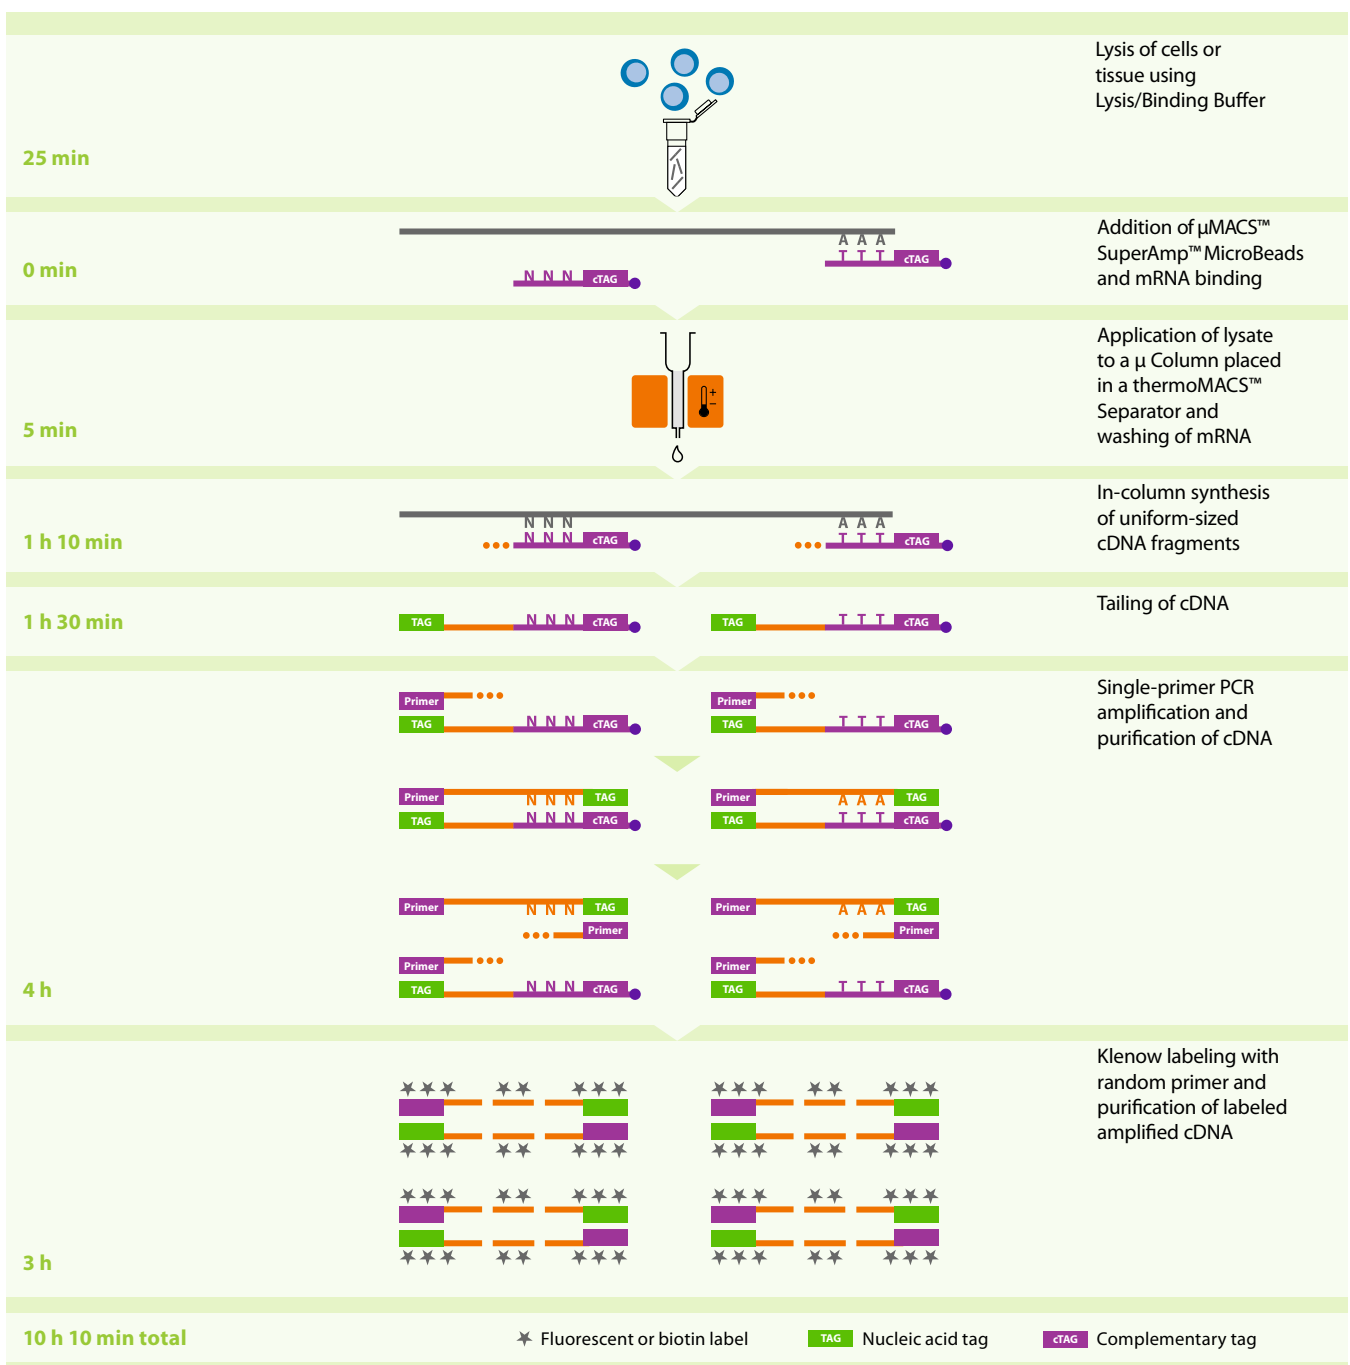 Lysis of cells or
tissue using
Lysis/Binding Buffer
25 min
A A A
T T T cTAG
N N N cTAG
0 min
Addition of µMACS™
SuperAmp™ MicroBeads
and mRNA binding
+
−
5 min
Application of lysate
to a µ Column placed
in a thermoMACS™
Separator and
washing of mRNA
N N N A A A
N N N cTAG T T T cTAG
1 h 10 min
In-column synthesis
of uniform-sized
cDNA fragments
1 h 30 min
TAG N N N cTAG TAG T T T cTAG
Tailing of cDNA
Primer Primer
TAG N N N cTAG TAG T T T cTAG
Single-primer PCR
amplification and
purification of cDNA
Primer N N N TAG Primer A A A TAG
TAG N N N cTAG TAG T T T cTAG
Primer N N N TAG Primer A A A TAG
Primer Primer
Primer Primer
TAG N N N cTAG TAG T T T cTAG
4 h
Klenow labeling with
random primer and
purification of labeled
amplified cDNA
3 h
10 h 10 min total
Fluorescent or biotin label
TAG Nucleic acid tag
cTAG Complementary tag